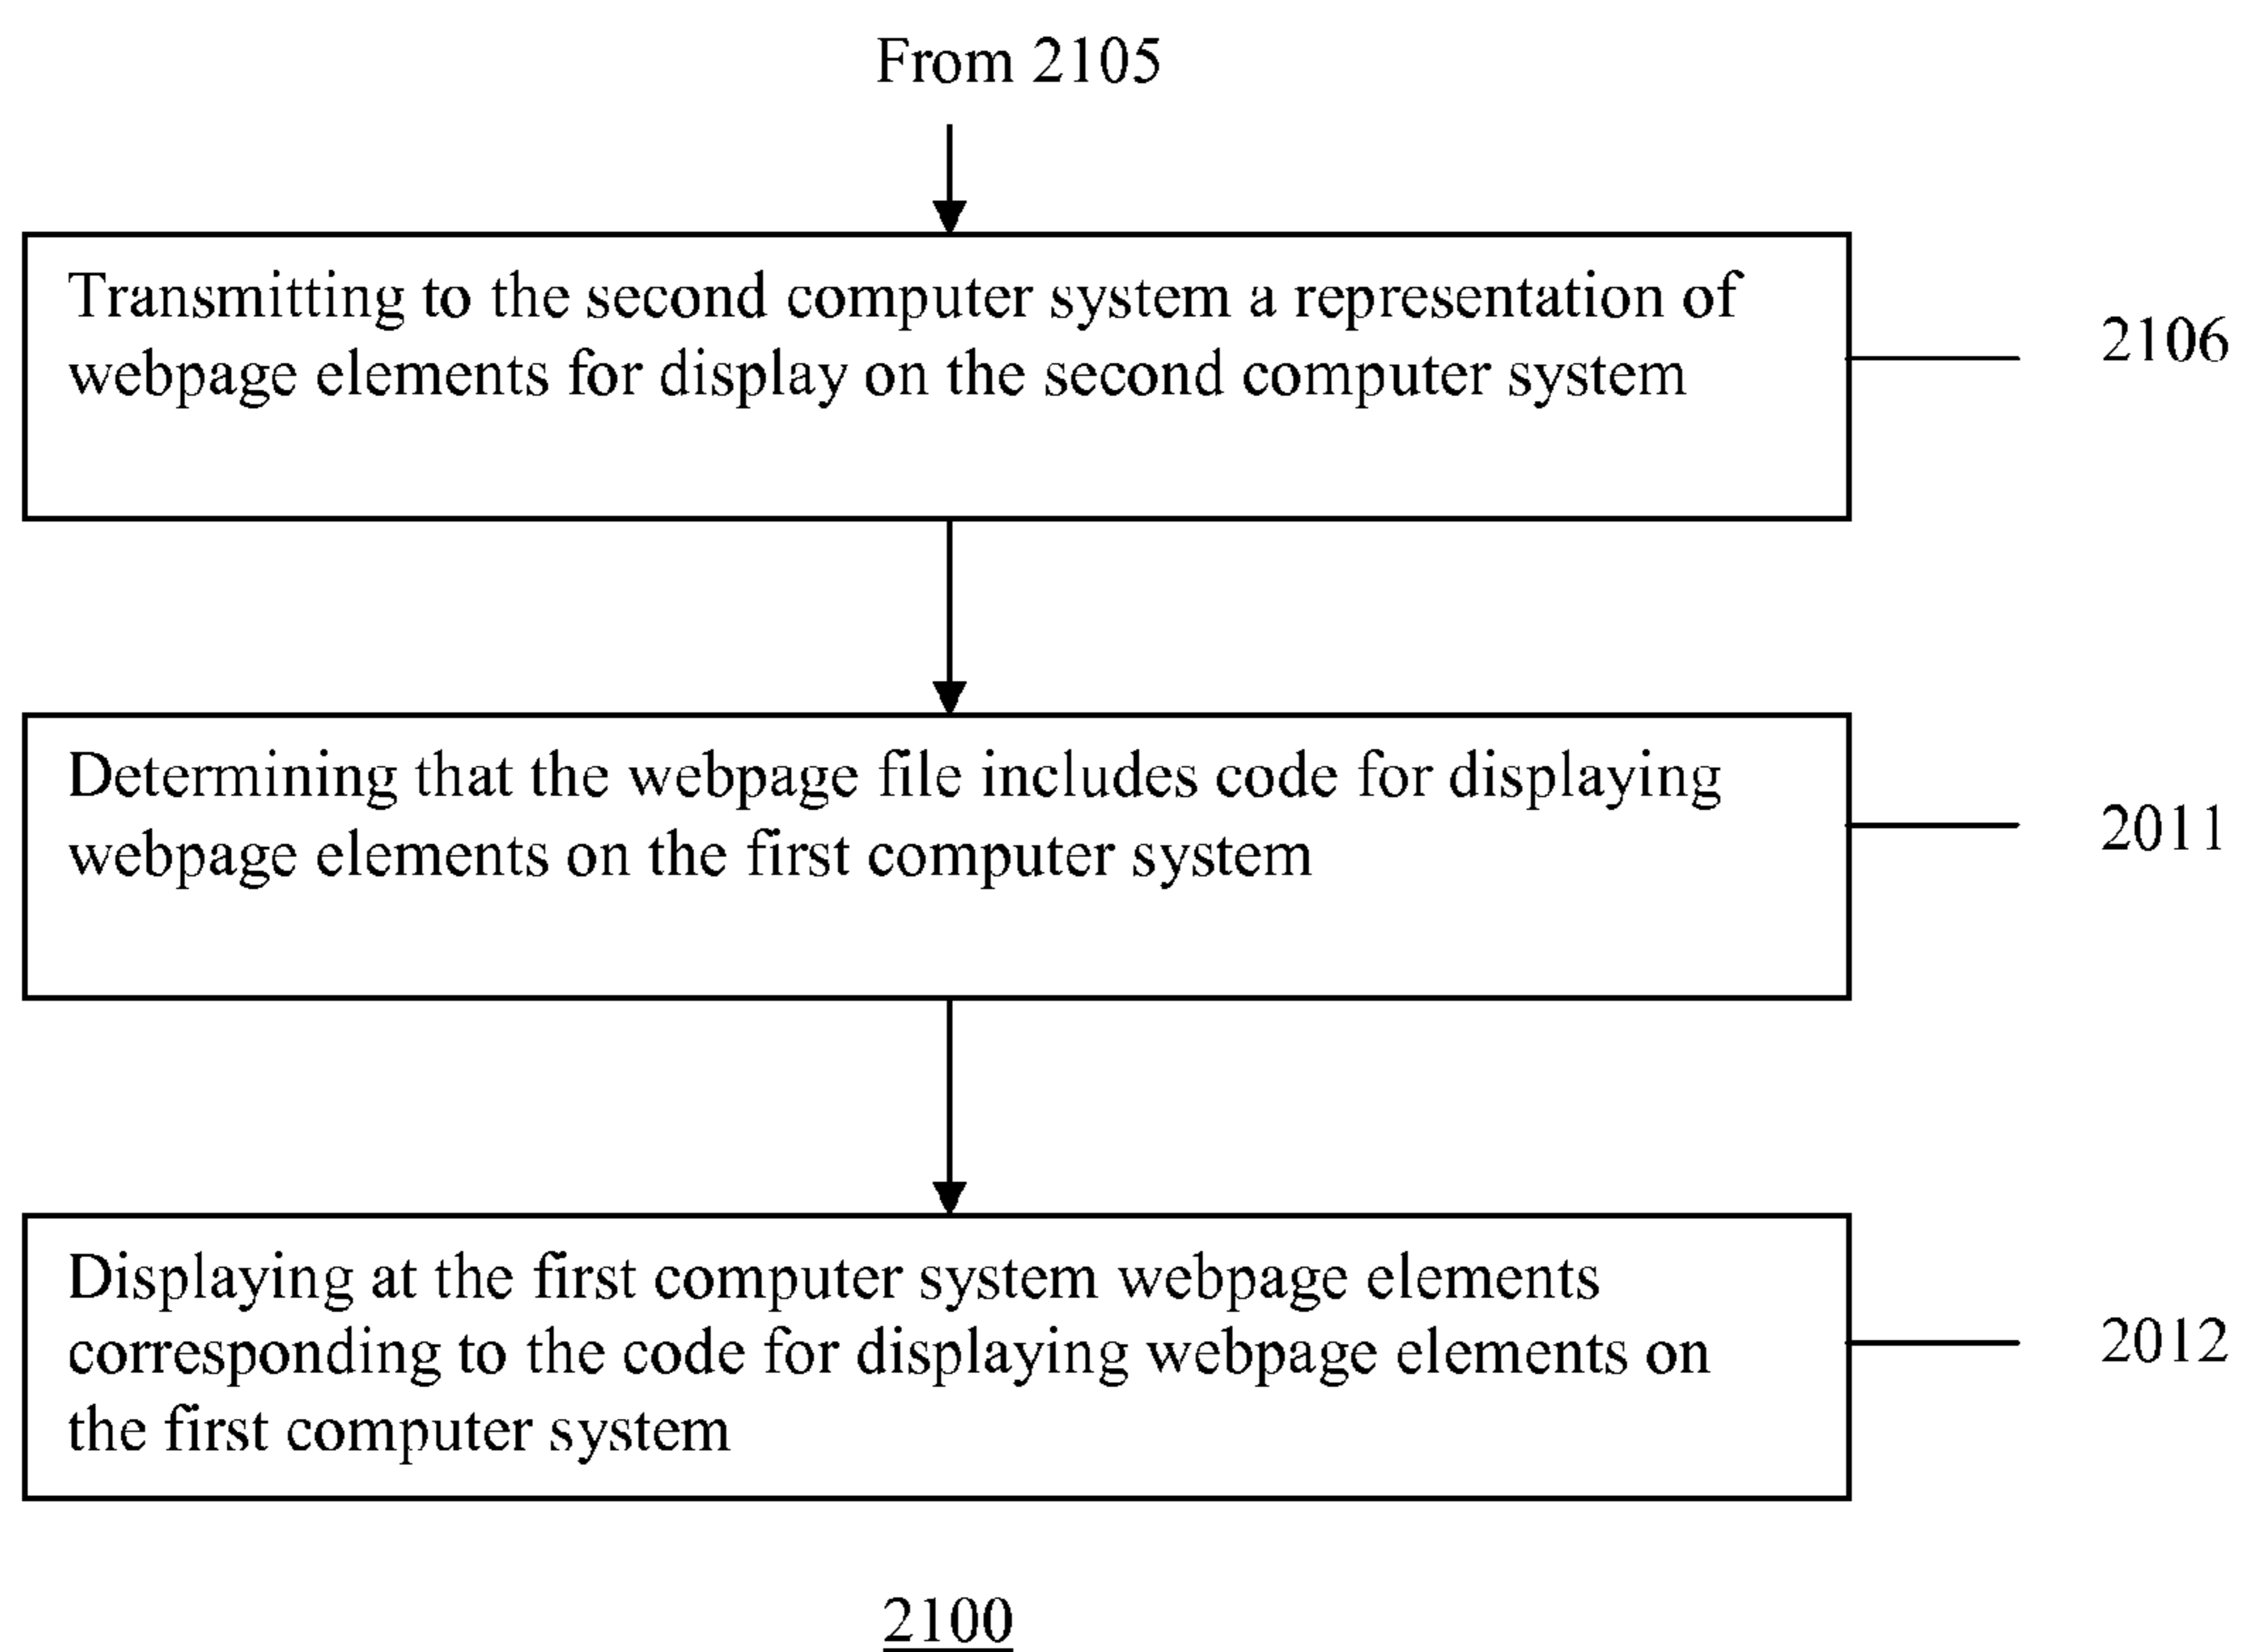 From 2105
Transmitting to the second computer system a representation of
webpage elements for display on the second computer system
2106
Determining that the webpage file includes code for displaying
webpage elements on the first computer system
2011
Displaying at the first computer system webpage elements
corresponding to the code for displaying webpage elements on
the first computer system
2012
2100